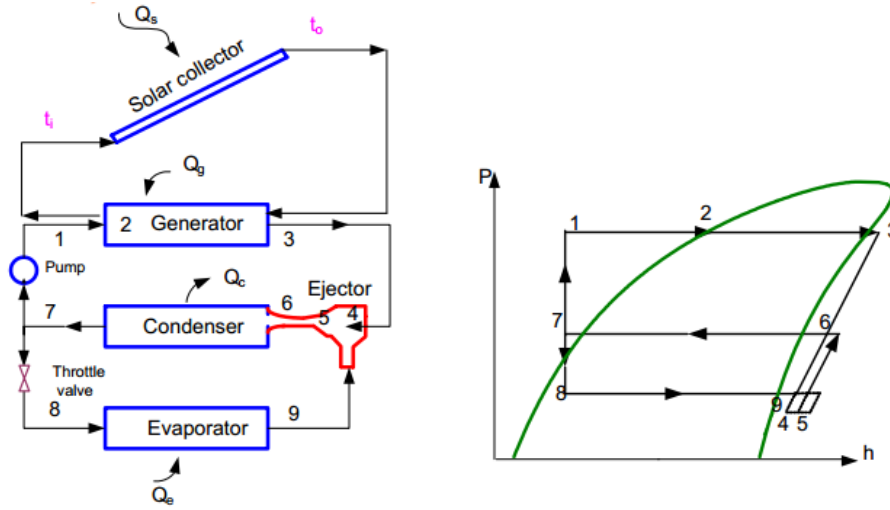 Qs
to
Solar collector
ti
Qg
2 Generator
1
3
Pump
Qc
Ejector
6
7
Condenser
5
4
Throttle
valve
8
9
Evaporator
Qe
P
1
2
3
7
6
8
9
4
5
h